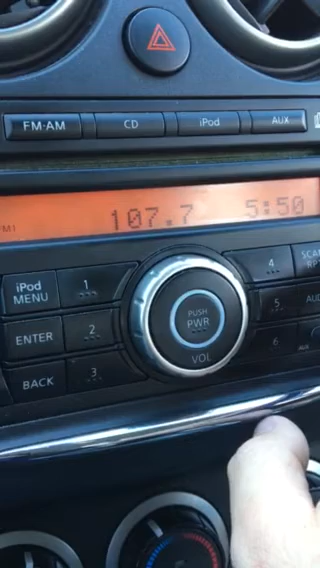 FM·AM CD iPod AUX
FM1 107.7 5:50
iPod MENU 1 PUSH PWR VOL 4
ENTER 2 5
BACK 3 6